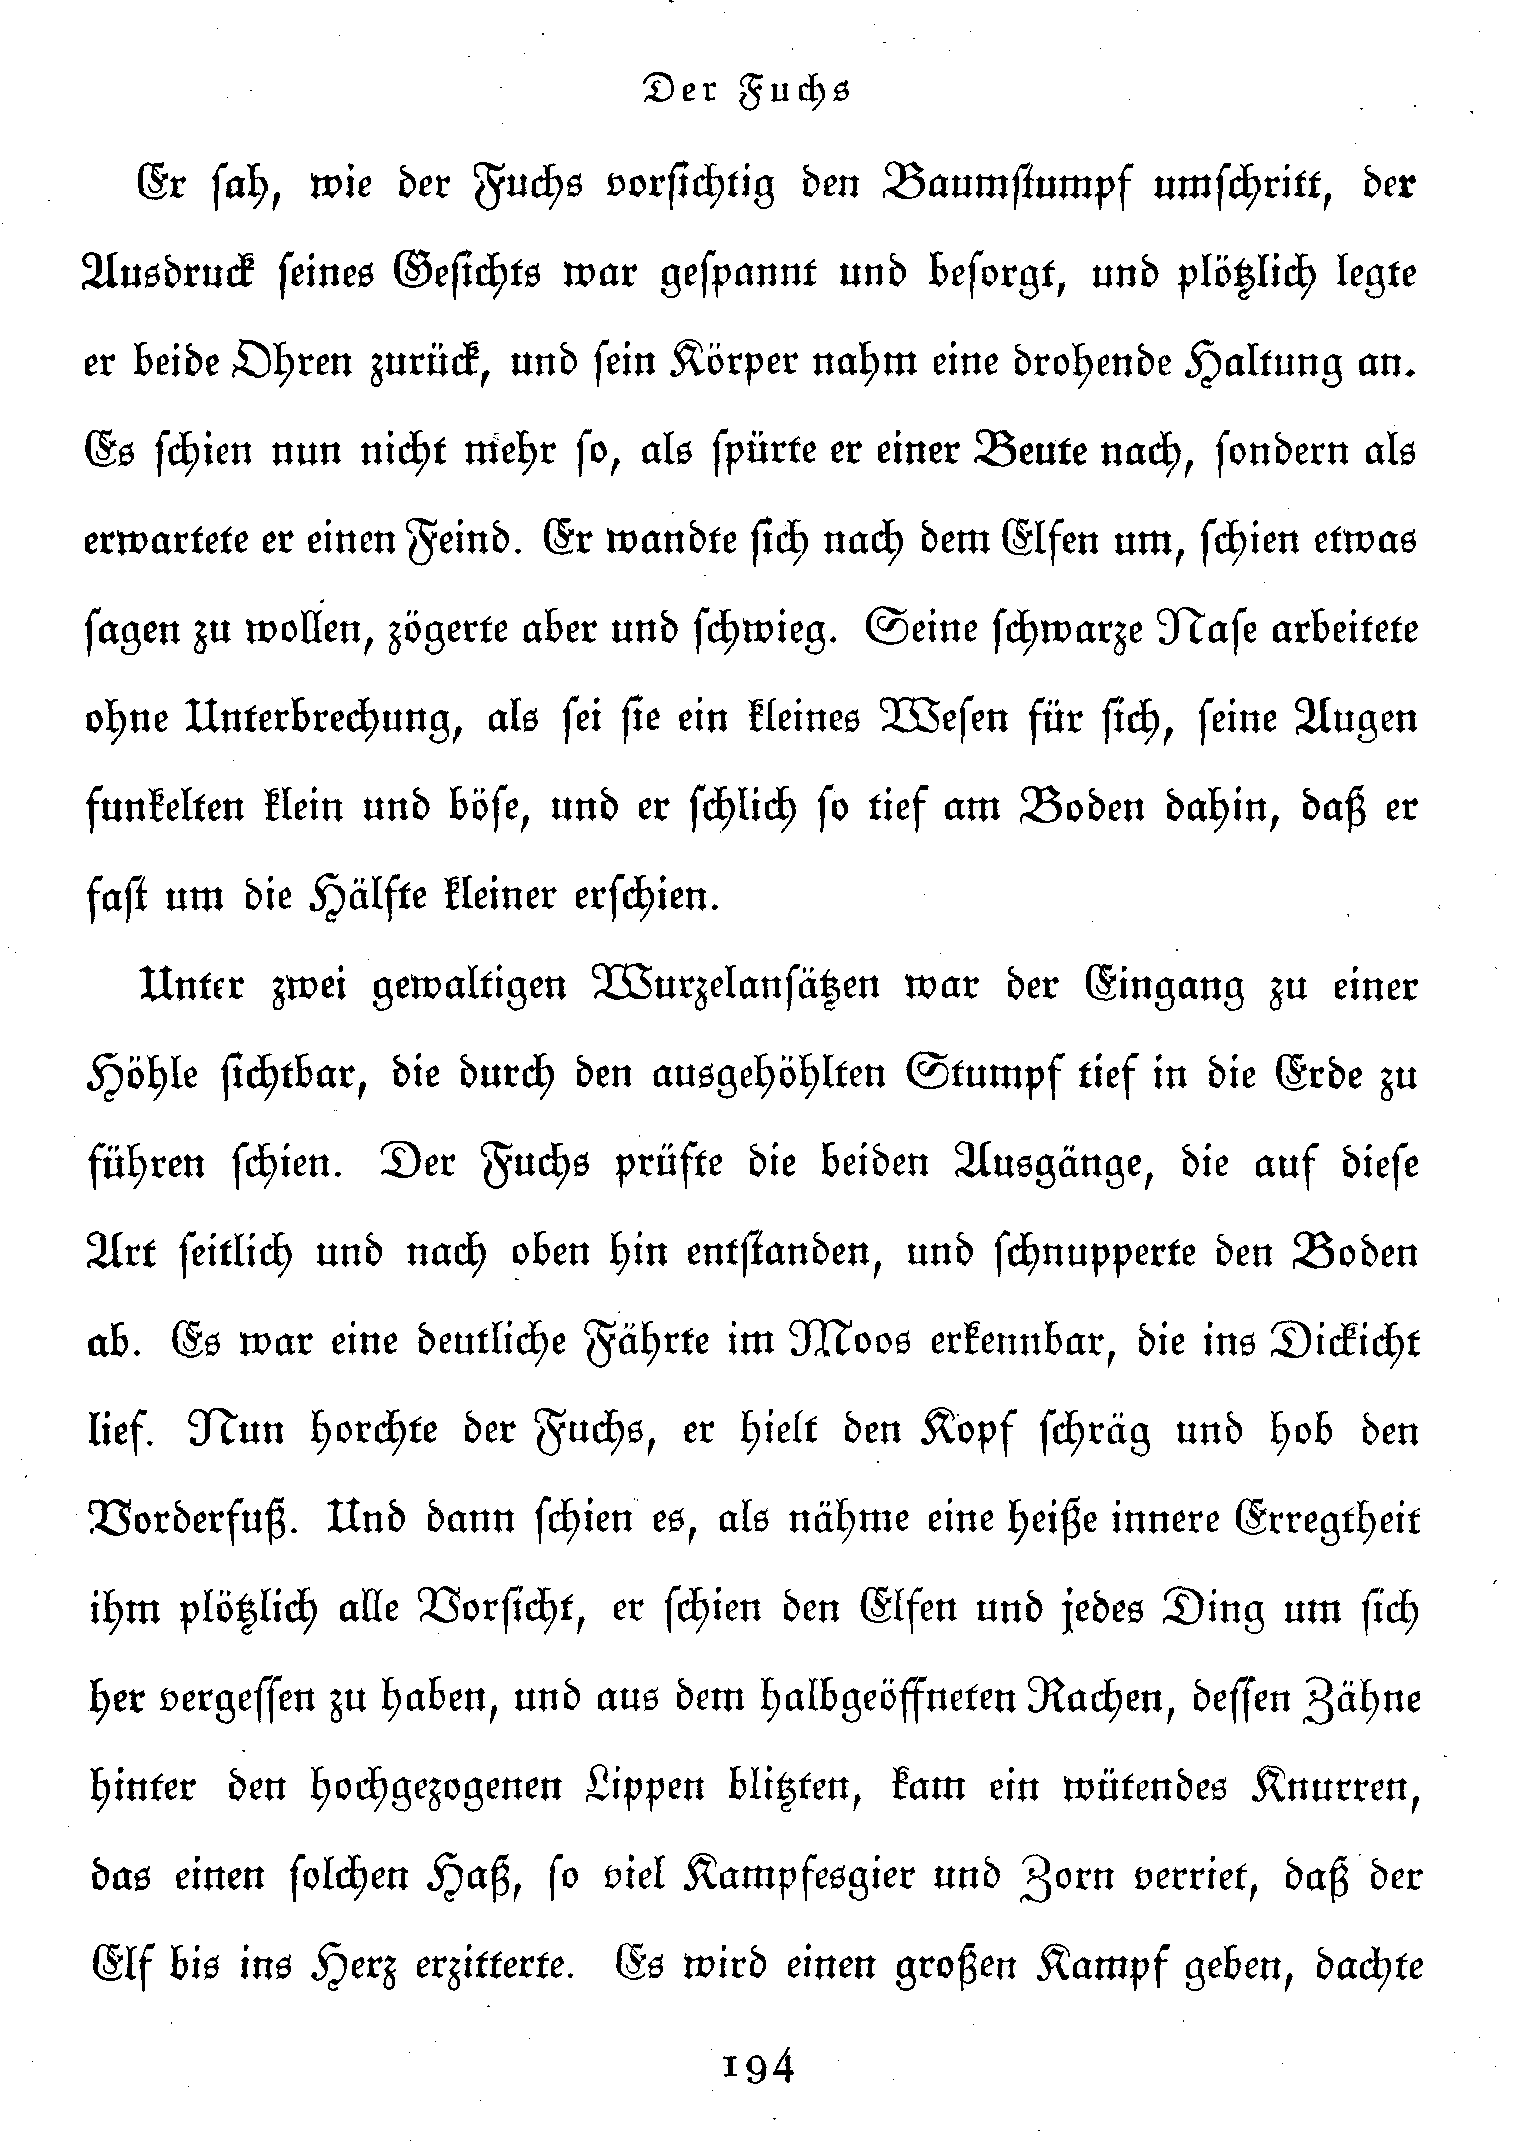 Der Fuchs
Er sah, wie der Fuchs vorsichtig den Baumstumpf umschritt, der
Ausdruck seines Gesichts war gespannt und besorgt, und plötzlich legte
er beide Ohren zurück, und sein Körper nahm eine drohende Haltung an.
Es schien nun nicht mehr so, als spürte er einer Beute nach, sondern als
erwartete er einen Feind. Er wandte sich nach dem Elfen um, schien etwas
sagen zu wollen, zögerte aber und schwieg. Seine schwarze Nase arbeitete
ohne Unterbrechung, als sei sie ein kleines Wesen für sich, seine Augen
funkelten klein und böse, und er schlich so tief am Boden dahin, daß er
fast um die Hälfte kleiner erschien.
Unter zwei gewaltigen Wurzelansätzen war der Eingang zu einer
Höhle sichtbar, die durch den ausgehöhlten Stumpf tief in die Erde zu
führen schien. Der Fuchs prüfte die beiden Ausgänge, die auf diese
Art seitlich und nach oben hin entstanden, und schnupperte den Boden
ab. Es war eine deutliche Fährte im Moos erkennbar, die ins Dickicht
lief. Nun horchte der Fuchs, er hielt den Kopf schräg und hob den
Vorderfuß. Und dann schien es, als nähme eine heiße innere Erregtheit
ihm plötzlich alle Vorsicht, er schien den Elfen und jedes Ding um sich
her vergessen zu haben, und aus dem halbgeöffneten Rachen, dessen Zähne
hinter den hochgezogenen Lippen blitzten, kam ein wütendes Knurren,
das einen solchen Haß, so viel Kampfesgier und Zorn verriet, daß der
Elf bis ins Herz erzitterte. Es wird einen großen Kampf geben, dachte
194